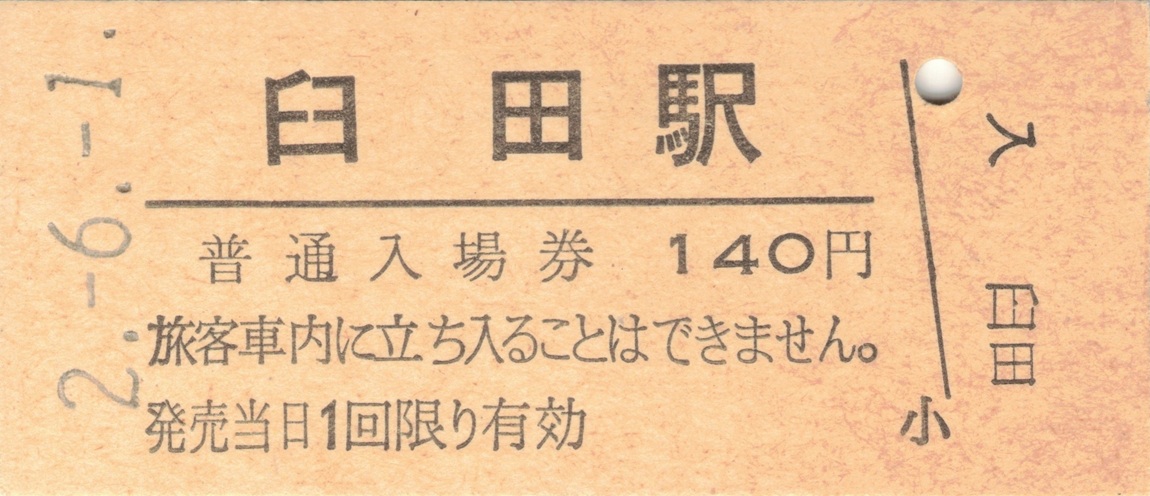 臼田駅
普通入場券 140円
旅客車内に立ち入ることはできません。
発売当日1回限り有効
2.-6.-1.
入 臼田
小